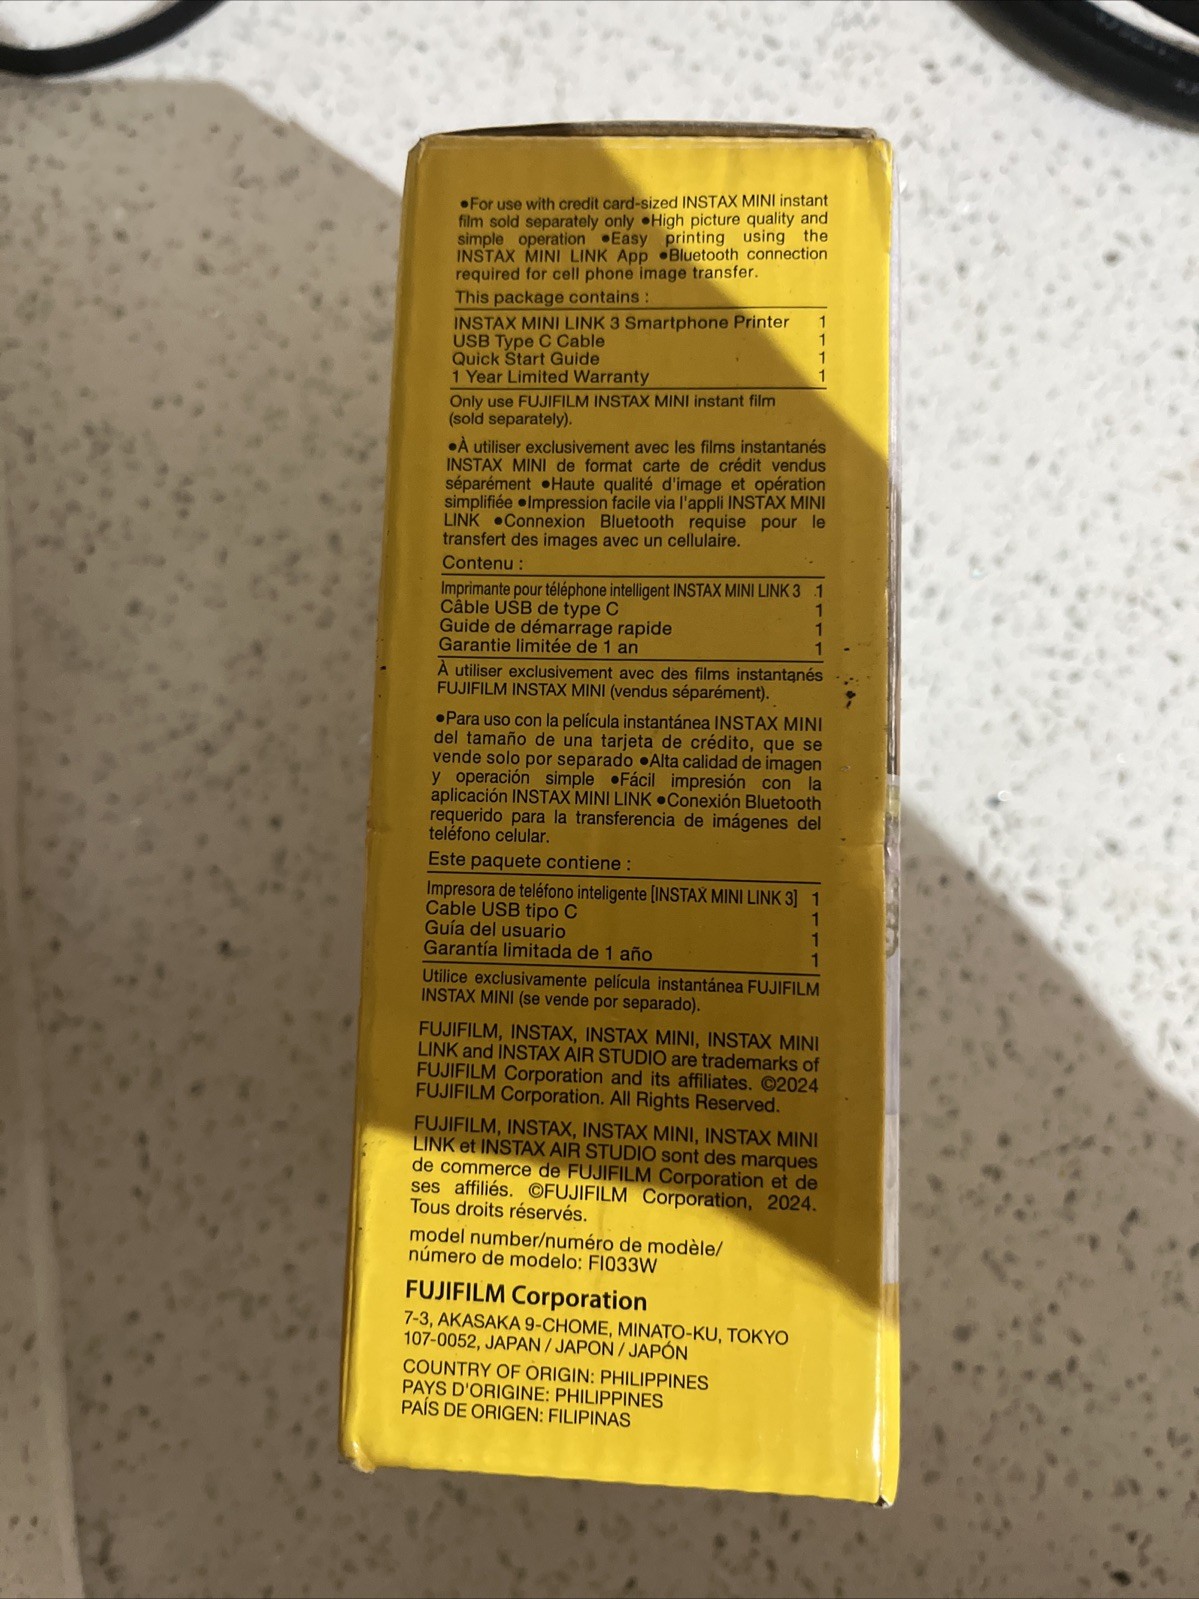 ●For use with credit card-sized INSTAX MINI instant
film sold separately only ●High picture quality and
simple operation ●Easy printing using the
INSTAX MINI LINK App ●Bluetooth connection
required for cell phone image transfer.
This package contains :
INSTAX MINI LINK 3 Smartphone Printer 1
USB Type C Cable 1
Quick Start Guide 1
1 Year Limited Warranty 1
Only use FUJIFILM INSTAX MINI instant film
(sold separately).
●À utiliser exclusivement avec les films instantanés
INSTAX MINI de format carte de crédit vendus
séparément ●Haute qualité d'image et opération
simplifiée ●Impression facile via l'appli INSTAX MINI
LINK ●Connexion Bluetooth requise pour le
transfert des images avec un cellulaire.
Contenu :
Imprimante pour téléphone intelligent INSTAX MINI LINK 3 1
Câble USB de type C 1
Guide de démarrage rapide 1
Garantie limitée de 1 an 1
À utiliser exclusivement avec des films instantanés
FUJIFILM INSTAX MINI (vendus séparément).
●Para uso con la película instantánea INSTAX MINI
del tamaño de una tarjeta de crédito, que se
vende solo por separado ●Alta calidad de imagen
y operación simple ●Fácil impresión con la
aplicación INSTAX MINI LINK ●Conexión Bluetooth
requerido para la transferencia de imágenes del
teléfono celular.
Este paquete contiene :
Impresora de teléfono inteligente [INSTAX MINI LINK 3] 1
Cable USB tipo C 1
Guía del usuario 1
Garantía limitada de 1 año 1
Utilice exclusivamente película instantánea FUJIFILM
INSTAX MINI (se vende por separado).
FUJIFILM, INSTAX, INSTAX MINI, INSTAX MINI
LINK and INSTAX AIR STUDIO are trademarks of
FUJIFILM Corporation and its affiliates. ©2024
FUJIFILM Corporation. All Rights Reserved.
FUJIFILM, INSTAX, INSTAX MINI, INSTAX MINI
LINK et INSTAX AIR STUDIO sont des marques
de commerce de FUJIFILM Corporation et de
ses affiliés. ©FUJIFILM Corporation, 2024.
Tous droits réservés.
model number/numéro de modèle/
número de modelo: FI033W
FUJIFILM Corporation
7-3, AKASAKA 9-CHOME, MINATO-KU, TOKYO
107-0052, JAPAN / JAPON / JAPÓN
COUNTRY OF ORIGIN: PHILIPPINES
PAYS D'ORIGINE: PHILIPPINES
PAÍS DE ORIGEN: FILIPINAS